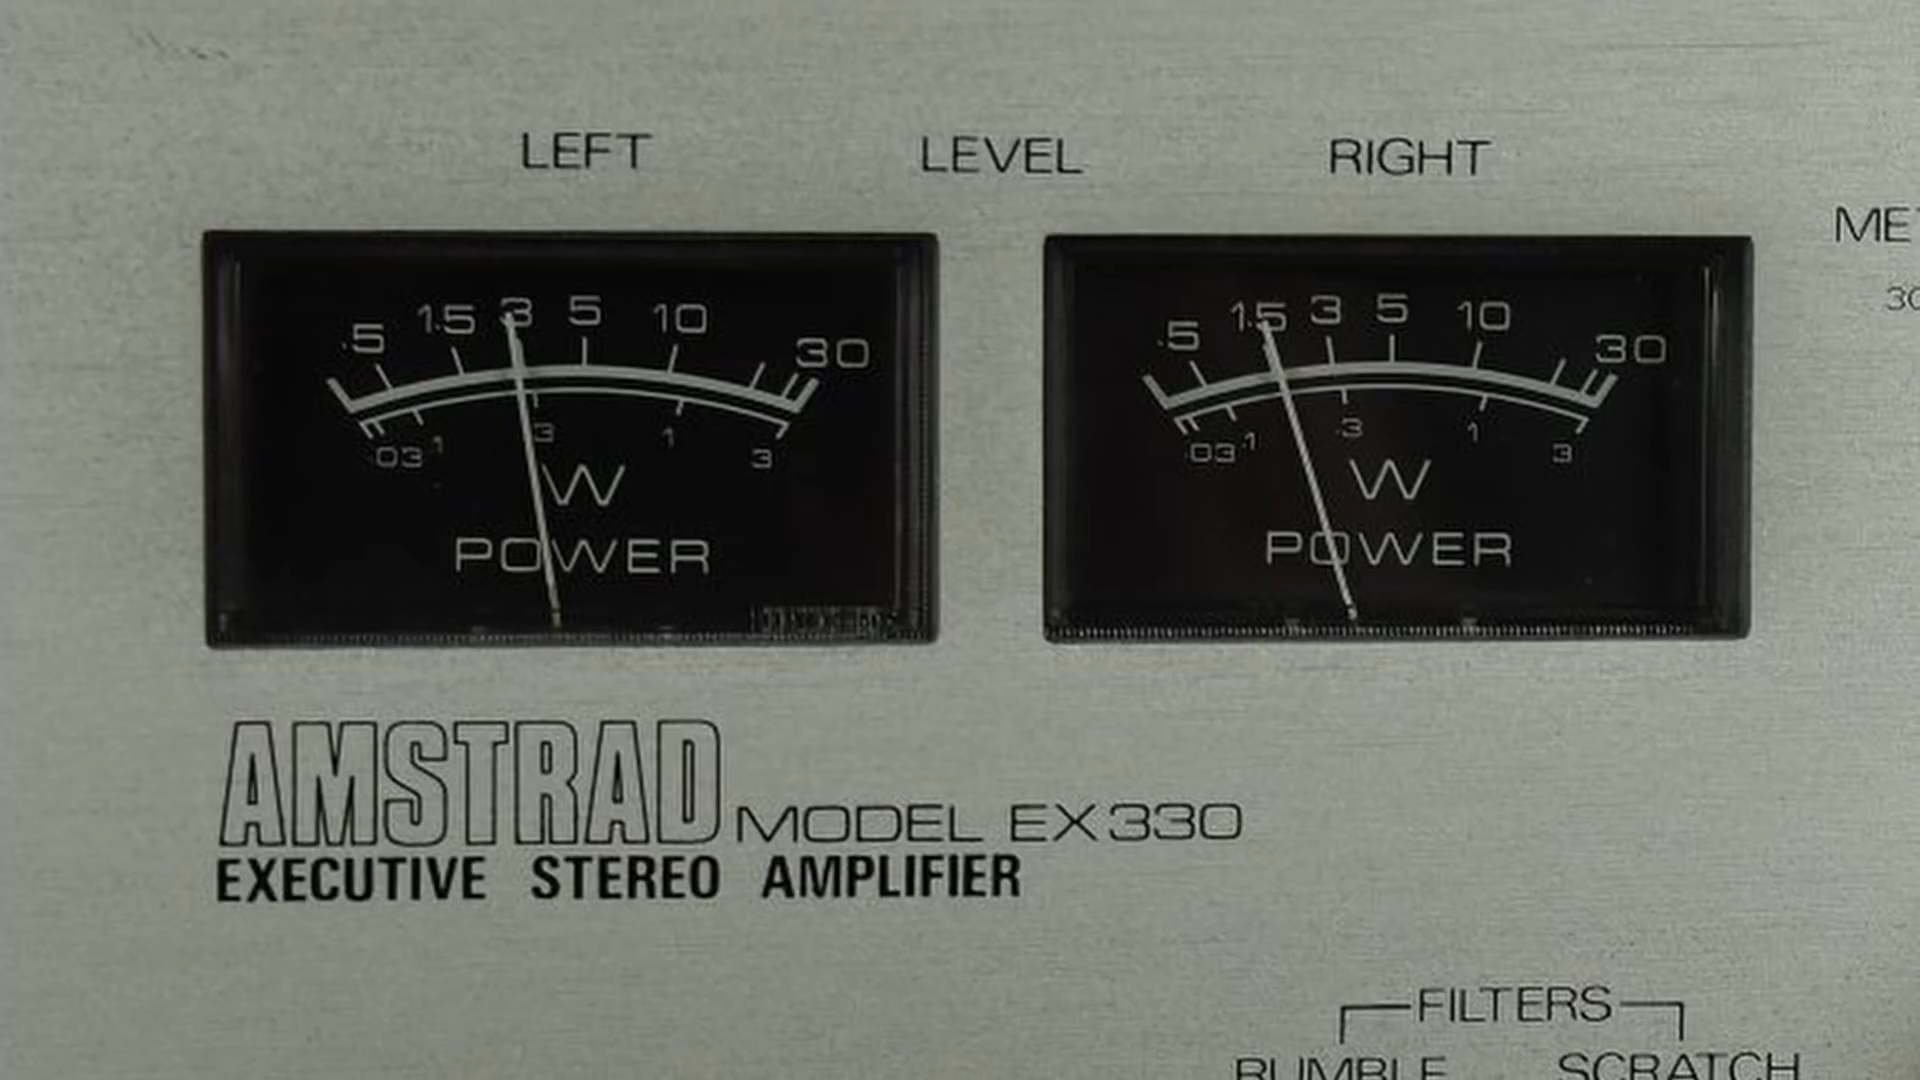 LEFT LEVEL RIGHT
.5 1.5 3 5 10 30
.03 .1 .3 1 3
W
POWER
.5 1.5 3 5 10 30
.03 .1 .3 1 3
W
POWER
AMSTRAD MODEL EX330
EXECUTIVE STEREO AMPLIFIER
FILTERS
RUMBLE SCRATCH